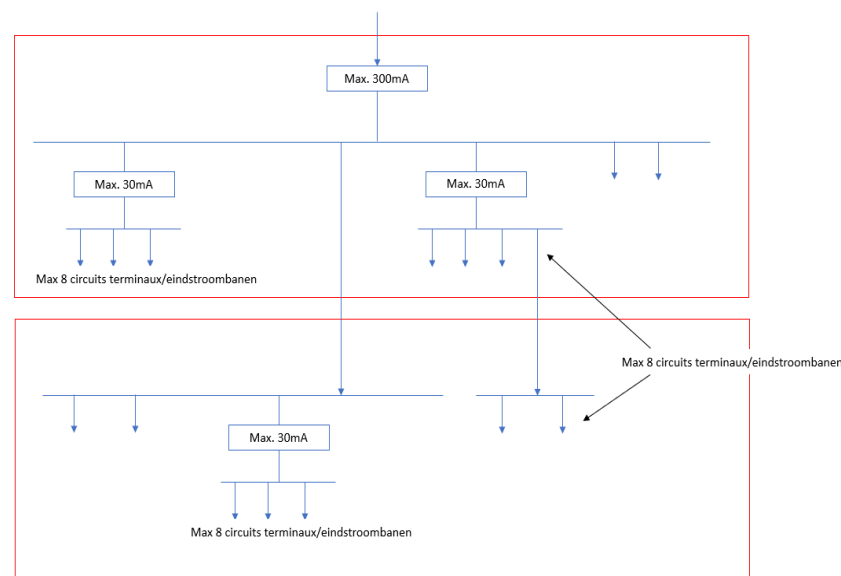 Max. 300mA
Max. 30mA
Max. 30mA
Max 8 circuits terminaux/eindstroombanen
Max 8 circuits terminaux/eindstroombanen
Max. 30mA
Max 8 circuits terminaux/eindstroombanen